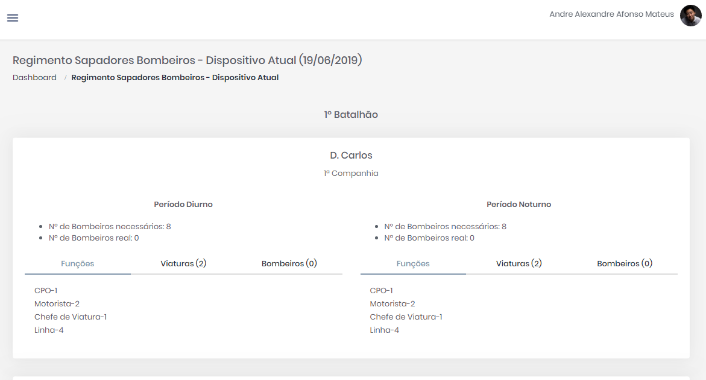 Andre Alexandre Afonso Mateus
Regimento Sapadores Bombeiros - Dispositivo Atual (19/06/2019)
Dashboard / Regimento Sapadores Bombeiros - Dispositivo Atual
1º Batalhão
D. Carlos
1ª Companhia
Período Diurno
Nº de Bombeiros necessários: 8
Nº de Bombeiros real: 0
Funções Viaturas (2) Bombeiros (0)
CPO-1
Motorista-2
Chefe de Viatura-1
Linha-4
Período Noturno
Nº de Bombeiros necessários: 8
Nº de Bombeiros real: 0
Funções Viaturas (2) Bombeiros (0)
CPO-1
Motorista-2
Chefe de Viatura-1
Linha-4